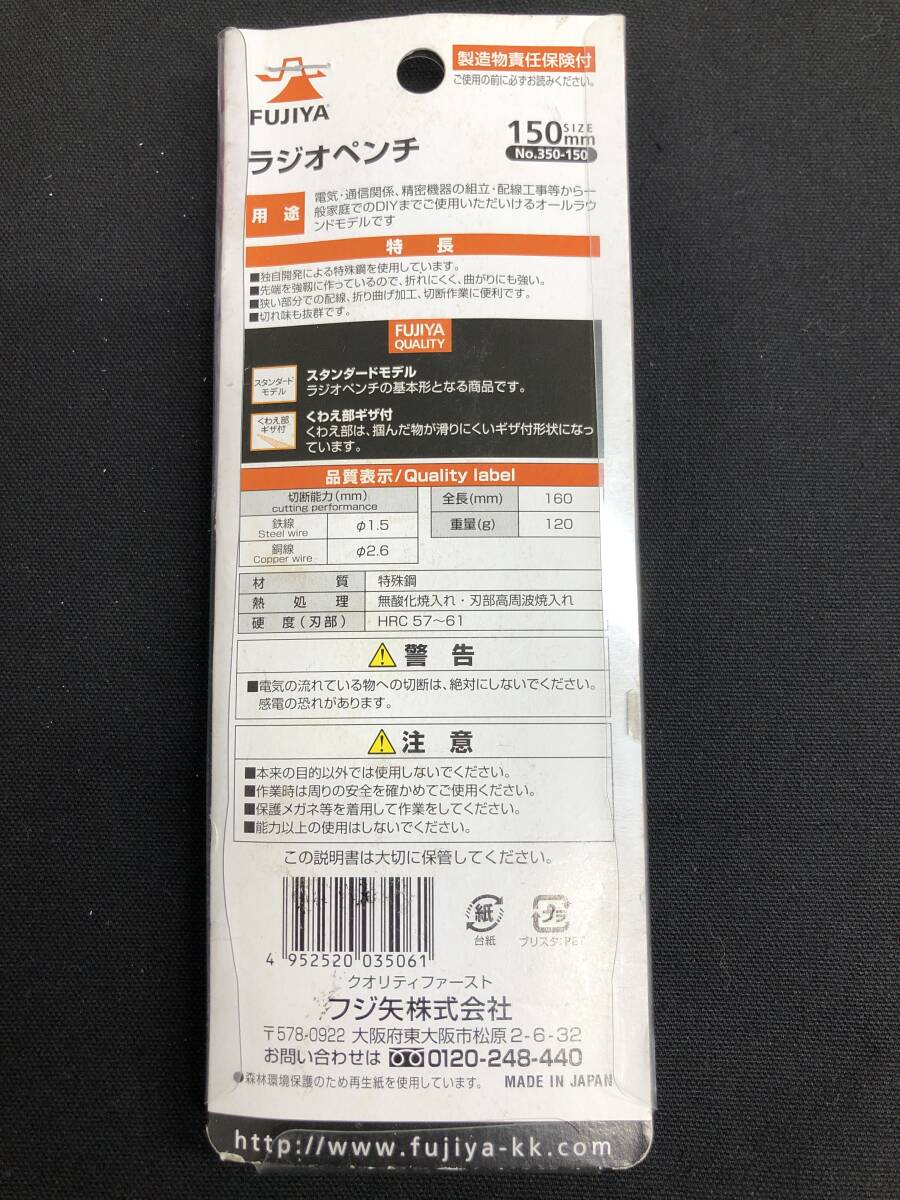 製造物責任保険付
ご使用の前に必ずお読みください。
FUJIYA
ラジオペンチ
150mm SIZE
No.350-150
用途
電気・通信関係、精密機器の組立・配線工事等から一
般家庭でのDIYまでご使用いただいけるオールラウ
ンドモデルです
特長
■独自開発による特殊鋼を使用しています。
■先端を強靭に作っているので、折れにくく、曲がりにも強い。
■狭い部分での配線、折り曲げ加工、切断作業に便利です。
■切れ味も抜群です。
FUJIYA
QUALITY
スタンダード
モデル
スタンダードモデル
ラジオペンチの基本形となる商品です。
くわえ部
ギザ付
くわえ部ギザ付
くわえ部は、掴んだ物が滑りにくいギザ付形状になっ
ています。
品質表示/Quality label
切断能力(mm)
cutting performance
鉄線
Steel wire
φ1.5
銅線
Copper wire
φ2.6
全長(mm) 160
重量(g) 120
材質 特殊鋼
熱処理 無酸化焼入れ・刃部高周波焼入れ
硬度(刃部) HRC 57～61
警告
■電気の流れている物への切断は、絶対にしないでください。
感電の恐れがあります。
注意
■本来の目的以外では使用しないでください。
■作業時は周りの安全を確かめてご使用ください。
■保護メガネ等を着用して作業をしてください。
■能力以上の使用はしないでください。
この説明書は大切に保管してください。
4 952520 035061
紙
台紙
プラ
ブリスタ:PET
クオリティファースト
フジ矢株式会社
〒578-0922 大阪府東大阪市松原2-6-32
お問い合わせは 0120-248-440
●森林環境保護のため再生紙を使用しています。 MADE IN JAPAN
http://www.fujiya-kk.com